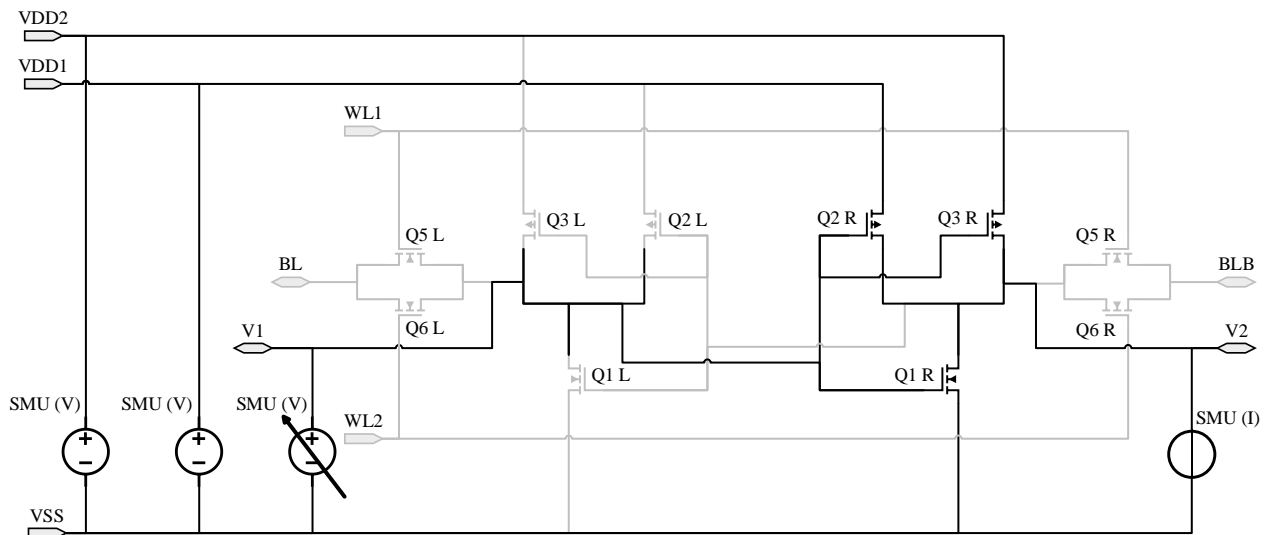 VDD2
VDD1
WL1
Q3 L
Q2 L
Q2 R
Q3 R
Q5 L
Q5 R
BL
BLB
Q6 L
Q6 R
V1
V2
Q1 L
Q1 R
SMU (V)
SMU (V)
SMU (V)
WL2
SMU (I)
VSS